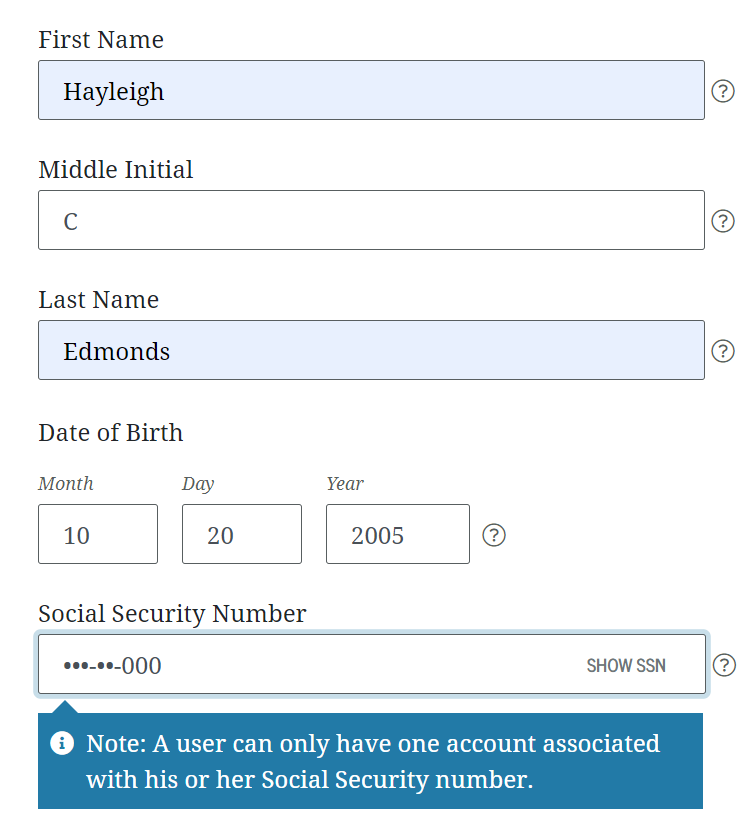 First Name
Hayleigh
?
Middle Initial
C
?
Last Name
Edmonds
?
Date of Birth
Month Day Year
10 20 2005 ?
Social Security Number
•••-••-000 SHOW SSN ?
i Note: A user can only have one account associated
with his or her Social Security number.